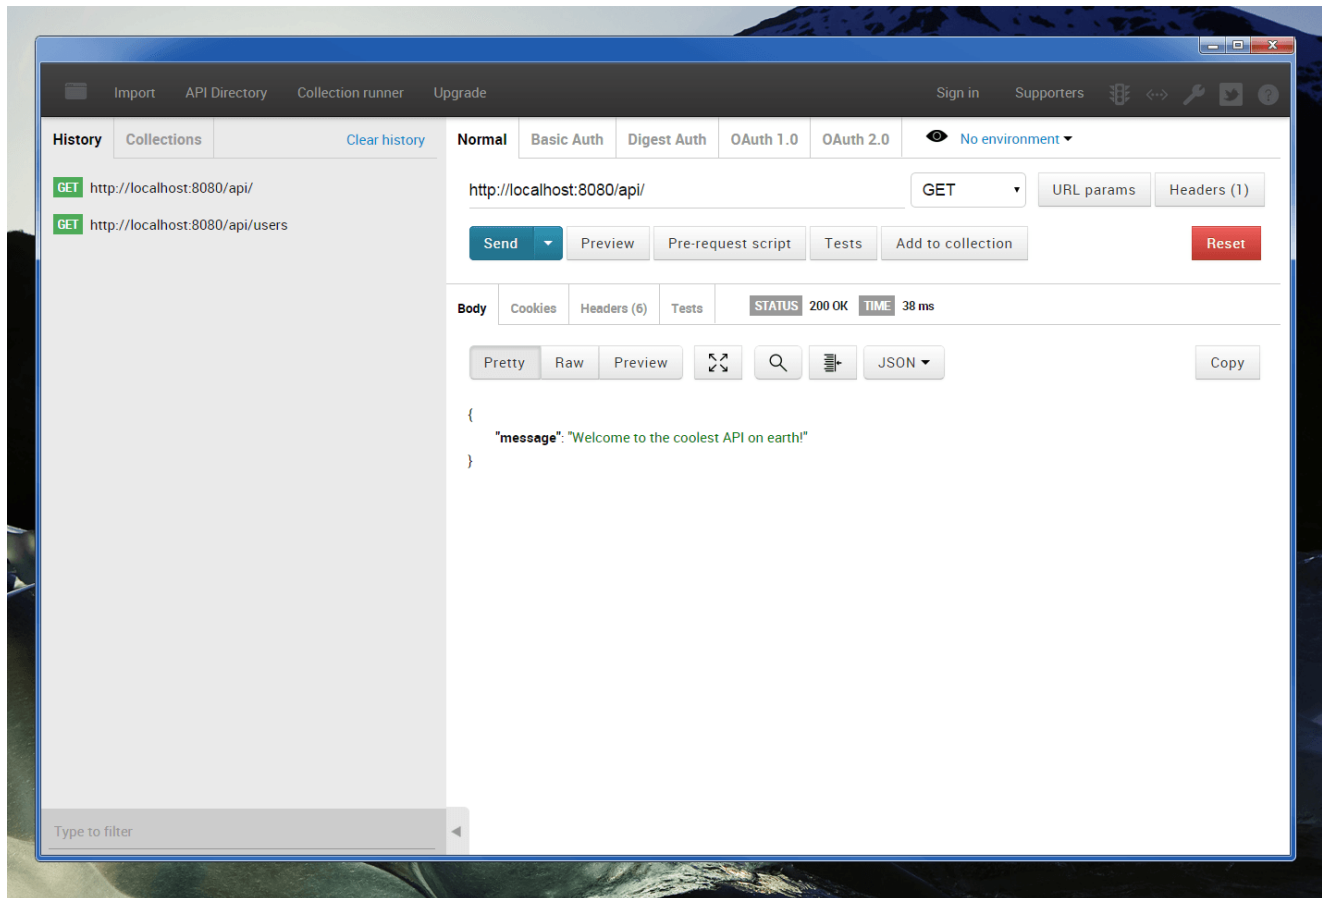 Import API Directory Collection runner Upgrade Sign in Supporters
History Collections Clear history
GET http://localhost:8080/api/
GET http://localhost:8080/api/users
Type to filter
Normal Basic Auth Digest Auth OAuth 1.0 OAuth 2.0 No environment
http://localhost:8080/api/ GET URL params Headers (1)
Send Preview Pre-request script Tests Add to collection Reset
Body Cookies Headers (6) Tests STATUS 200 OK TIME 38 ms
Pretty Raw Preview JSON Copy
{
"message": "Welcome to the coolest API on earth!"
}